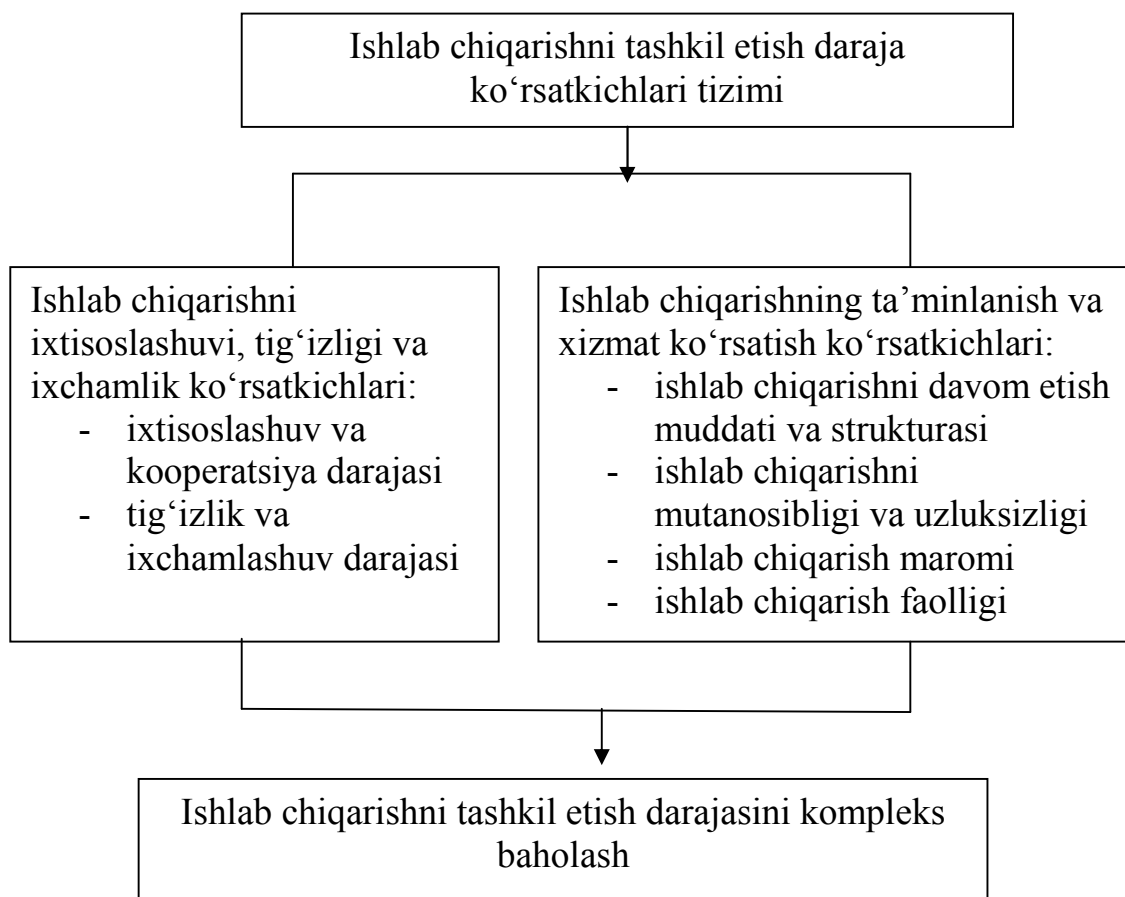 Ishlab chiqarishni tashkil etish daraja
ko‘rsatkichlari tizimi
Ishlab chiqarishni
ixtisoslashuvi, tig‘izligi va
ixchamlik ko‘rsatkichlari:
- ixtisoslashuv va
kooperatsiya darajasi
- tig‘izlik va
ixchamlashuv darajasi
Ishlab chiqarishning ta’minlanish va
xizmat ko‘rsatish ko‘rsatkichlari:
- ishlab chiqarishni davom etish
muddati va strukturasi
- ishlab chiqarishni
mutanosibligi va uzluksizligi
- ishlab chiqarish maromi
- ishlab chiqarish faolligi
Ishlab chiqarishni tashkil etish darajasini kompleks
baholash